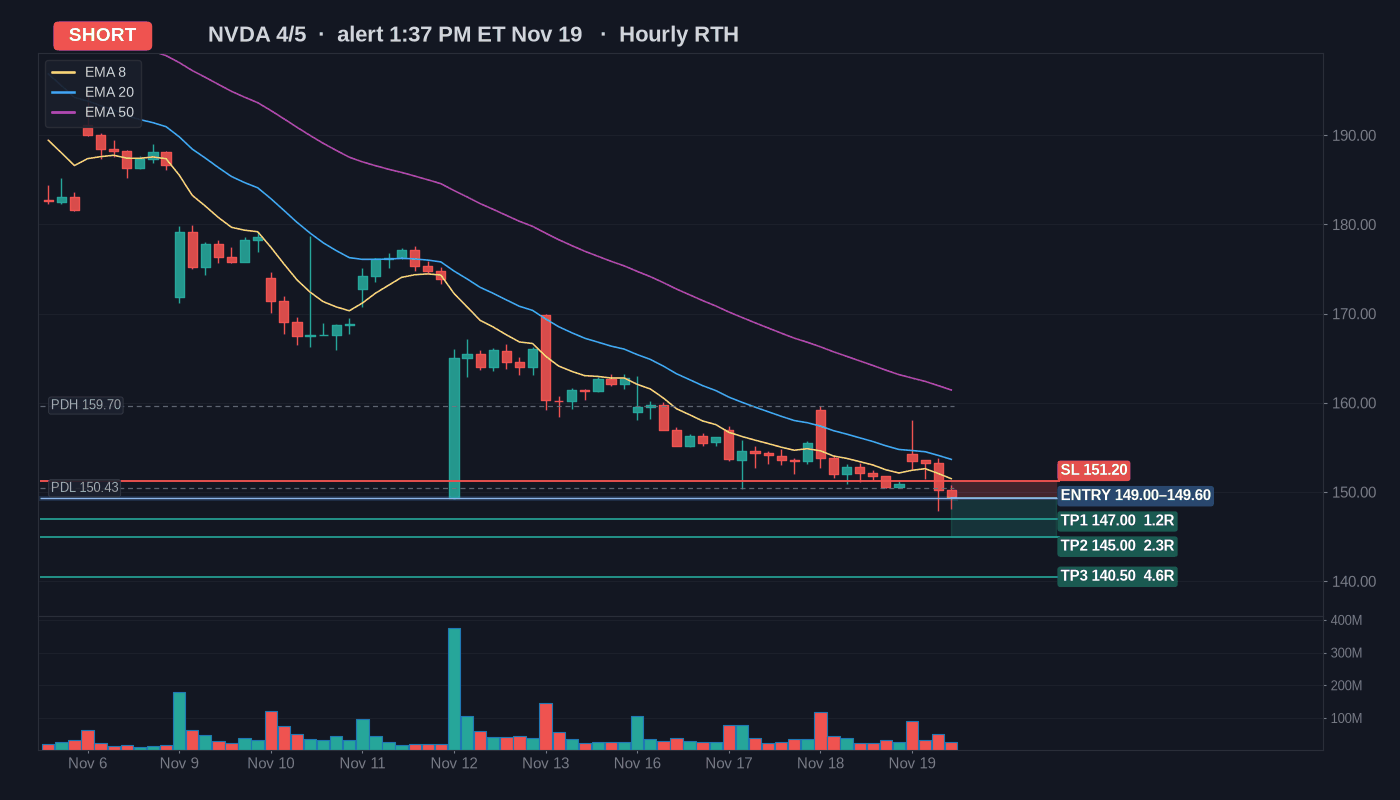 SHORT NVDA 4/5 · alert 1:37 PM ET Nov 19 · Hourly RTH
EMA 8
EMA 20
EMA 50
190.00
180.00
170.00
160.00
150.00
140.00
PDH 159.70
PDL 150.43
SL 151.20
ENTRY 149.00–149.60
TP1 147.00 1.2R
TP2 145.00 2.3R
TP3 140.50 4.6R
400M
300M
200M
100M
Nov 6 Nov 9 Nov 10 Nov 11 Nov 12 Nov 13 Nov 16 Nov 17 Nov 18 Nov 19